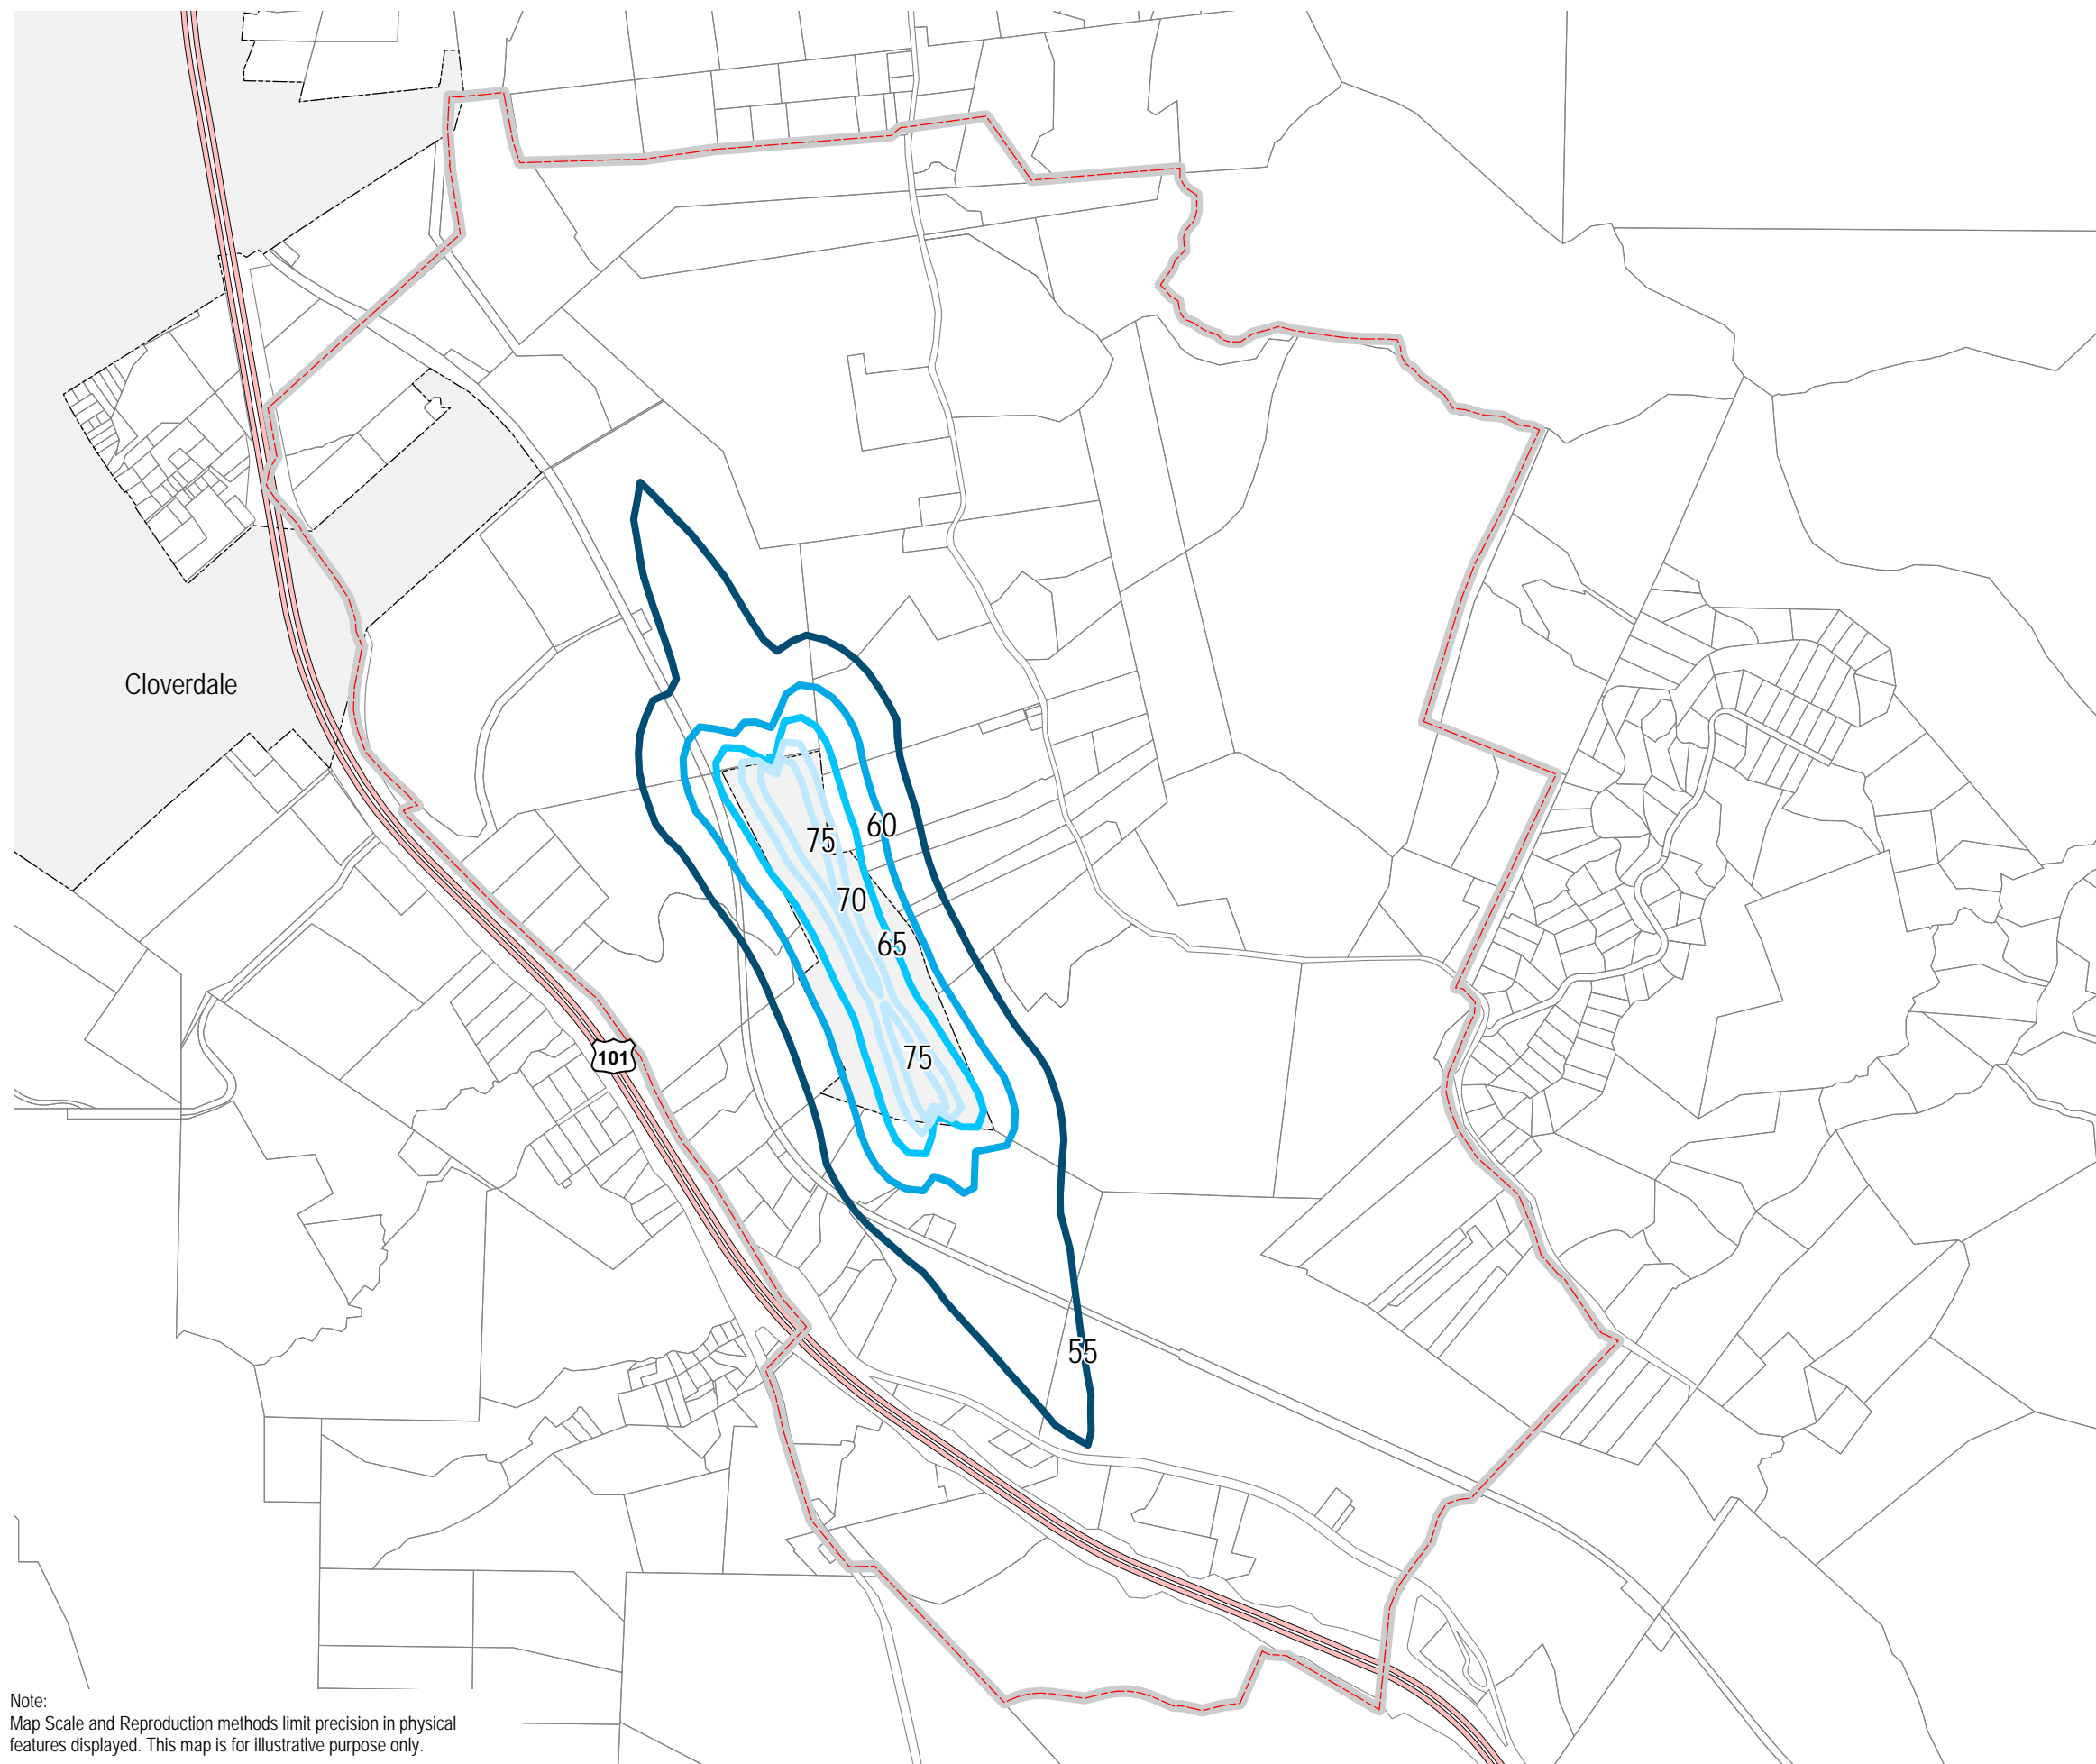 Cloverdale
60
75
70
65
75
101
55
Note:
Map Scale and Reproduction methods limit precision in physical
features displayed. This map is for illustrative purpose only.